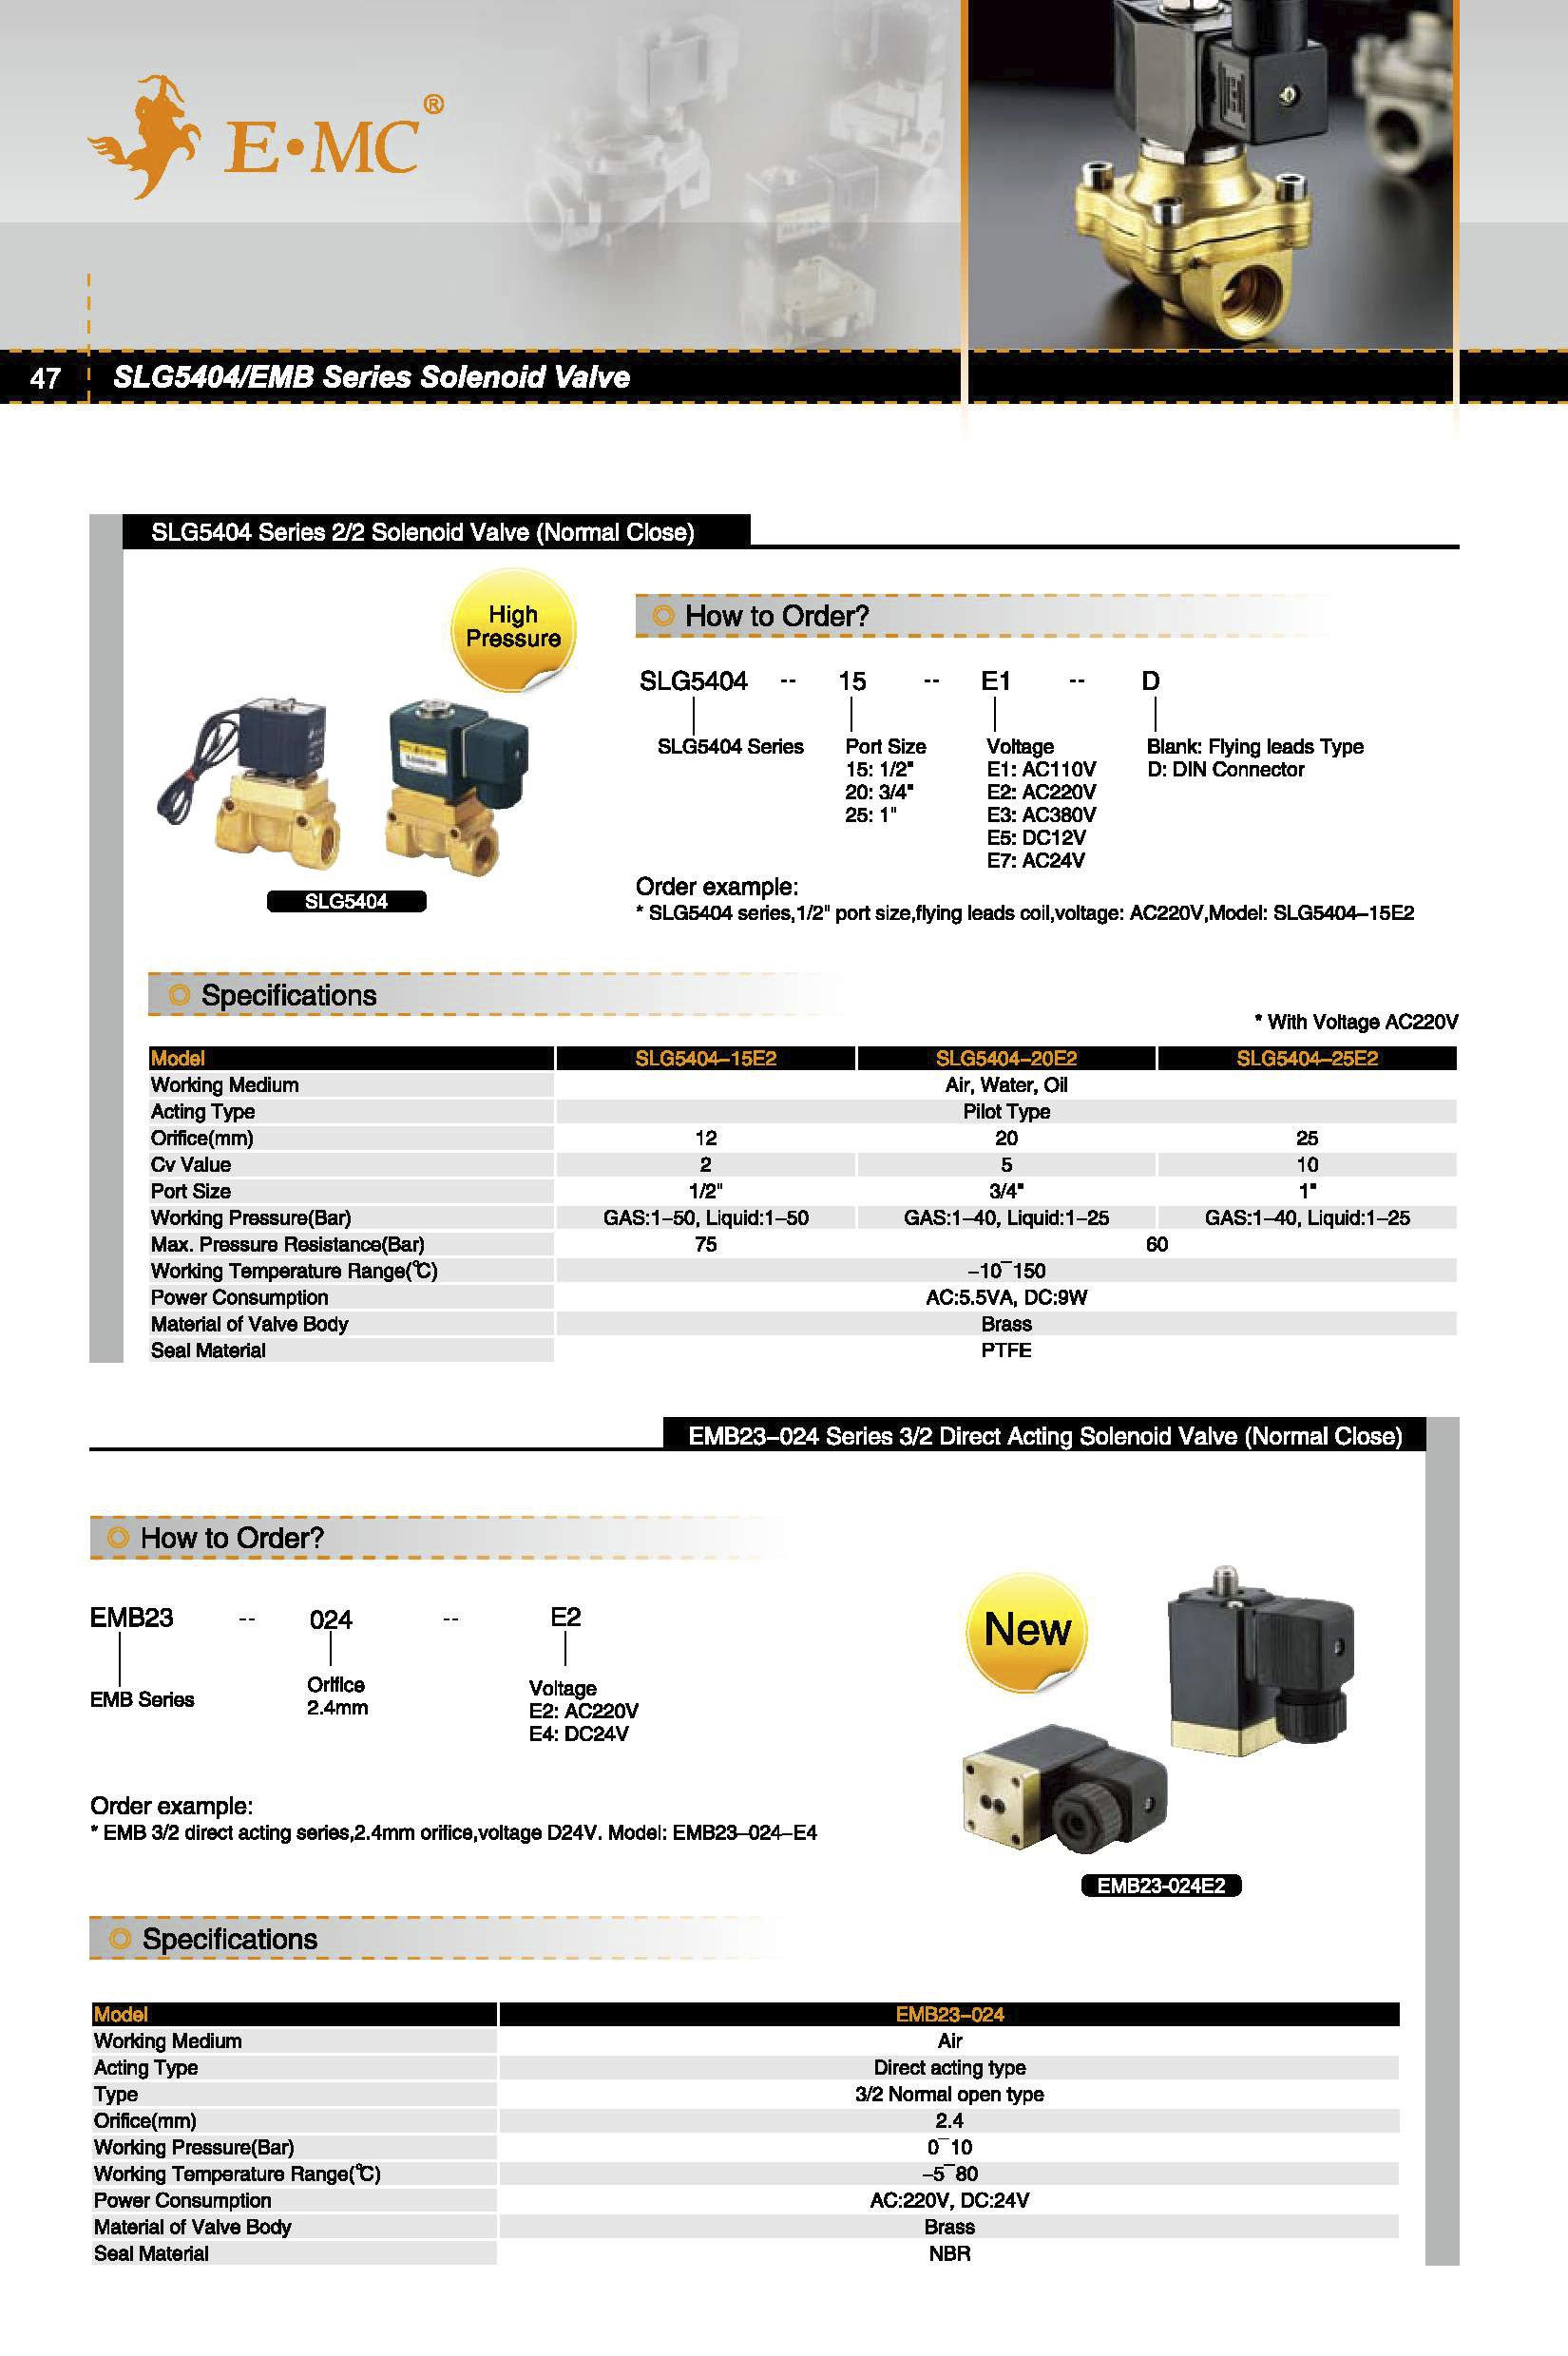 E•MC®
47 SLG5404/EMB Series Solenoid Valve
SLG5404 Series 2/2 Solenoid Valve (Normal Close)
High
Pressure
How to Order?
SLG5404 -- 15 -- E1 -- D
SLG5404 Series Port Size Voltage Blank: Flying leads Type
15: 1/2" E1: AC110V D: DIN Connector
20: 3/4" E2: AC220V
25: 1" E3: AC380V
E5: DC12V
E7: AC24V
SLG5404
Order example:
* SLG5404 series,1/2" port size,flying leads coil,voltage: AC220V,Model: SLG5404–15E2
Specifications
* With Voltage AC220V
Model SLG5404–15E2 SLG5404–20E2 SLG5404–25E2
Working Medium Air, Water, Oil
Acting Type Pilot Type
Orifice(mm) 12 20 25
Cv Value 2 5 10
Port Size 1/2" 3/4" 1"
Working Pressure(Bar) GAS:1–50, Liquid:1–50 GAS:1–40, Liquid:1–25 GAS:1–40, Liquid:1–25
Max. Pressure Resistance(Bar) 75 60
Working Temperature Range(℃) –10¯150
Power Consumption AC:5.5VA, DC:9W
Material of Valve Body Brass
Seal Material PTFE
EMB23–024 Series 3/2 Direct Acting Solenoid Valve (Normal Close)
How to Order?
EMB23 -- 024 -- E2
EMB Series Orifice Voltage
2.4mm E2: AC220V
E4: DC24V
New
Order example:
* EMB 3/2 direct acting series,2.4mm orifice,voltage D24V. Model: EMB23–024–E4
EMB23-024E2
Specifications
Model EMB23–024
Working Medium Air
Acting Type Direct acting type
Type 3/2 Normal open type
Orifice(mm) 2.4
Working Pressure(Bar) 0¯10
Working Temperature Range(℃) –5¯80
Power Consumption AC:220V, DC:24V
Material of Valve Body Brass
Seal Material NBR